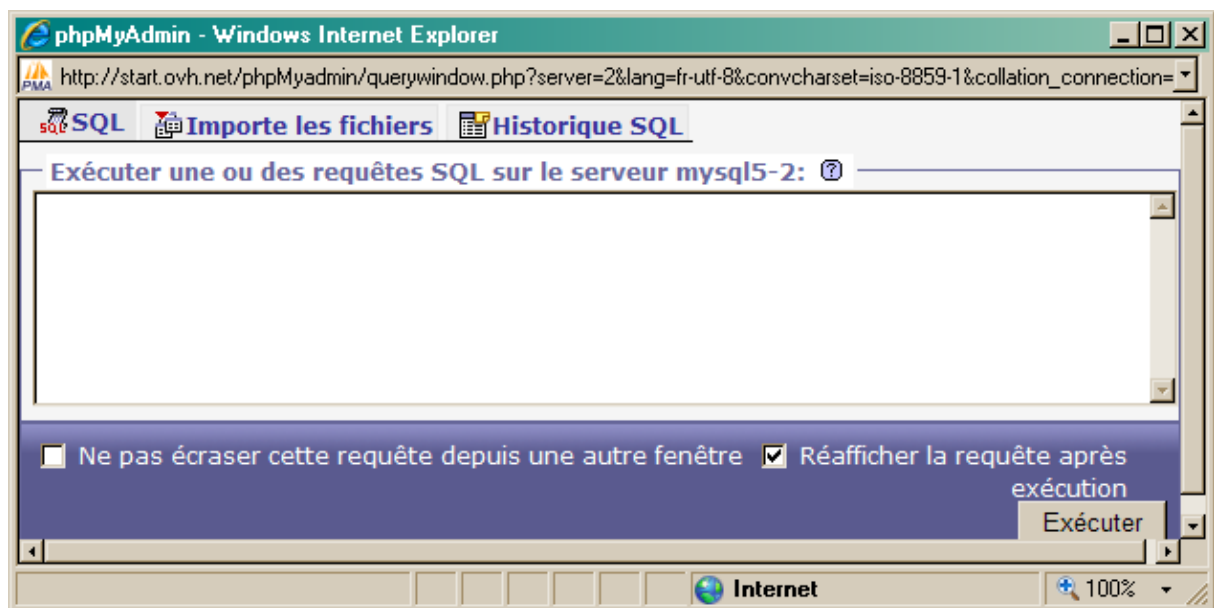 phpMyAdmin - Windows Internet Explorer
PMA http://start.ovh.net/phpMyadmin/querywindow.php?server=2&lang=fr-utf-8&convcharset=iso-8859-1&collation_connection=
SQL Importe les fichiers Historique SQL
Exécuter une ou des requêtes SQL sur le serveur mysql5-2: ?
Ne pas écraser cette requête depuis une autre fenêtre Réafficher la requête après
exécution
Exécuter
Internet 100%